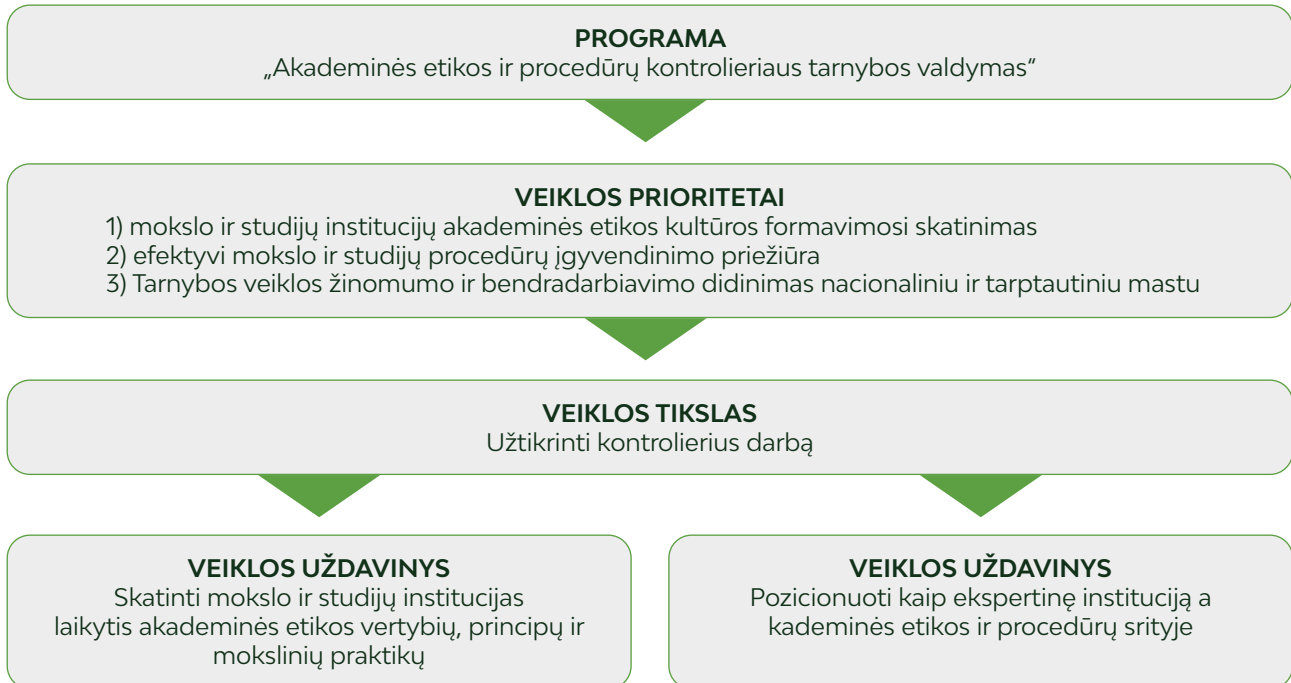 PROGRAMA
„Akademinės etikos ir procedūrų kontrolieriaus tarnybos valdymas“
VEIKLOS PRIORITETAI
1) mokslo ir studijų institucijų akademinės etikos kultūros formavimosi skatinimas
2) efektyvi mokslo ir studijų procedūrų įgyvendinimo priežiūra
3) Tarnybos veiklos žinomumo ir bendradarbiavimo didinimas nacionaliniu ir tarptautiniu mastu
VEIKLOS TIKSLAS
Užtikrinti kontrolierius darbą
VEIKLOS UŽDAVINYS
Skatinti mokslo ir studijų institucijas
laikytis akademinės etikos vertybių, principų ir
mokslinių praktikų
VEIKLOS UŽDAVINYS
Pozicionuoti kaip ekspertinę instituciją a
kademinės etikos ir procedūrų srityje